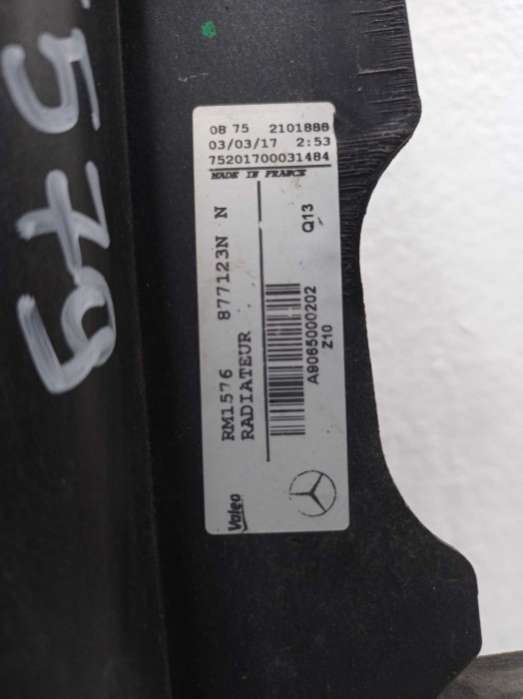 579
0B 75 2101888
03/03/17 2:53
75201700031484
MADE IN FRANCE
RM1576 877123N N
RADIATEUR
Q13
A9065000202
Z10
Valeo